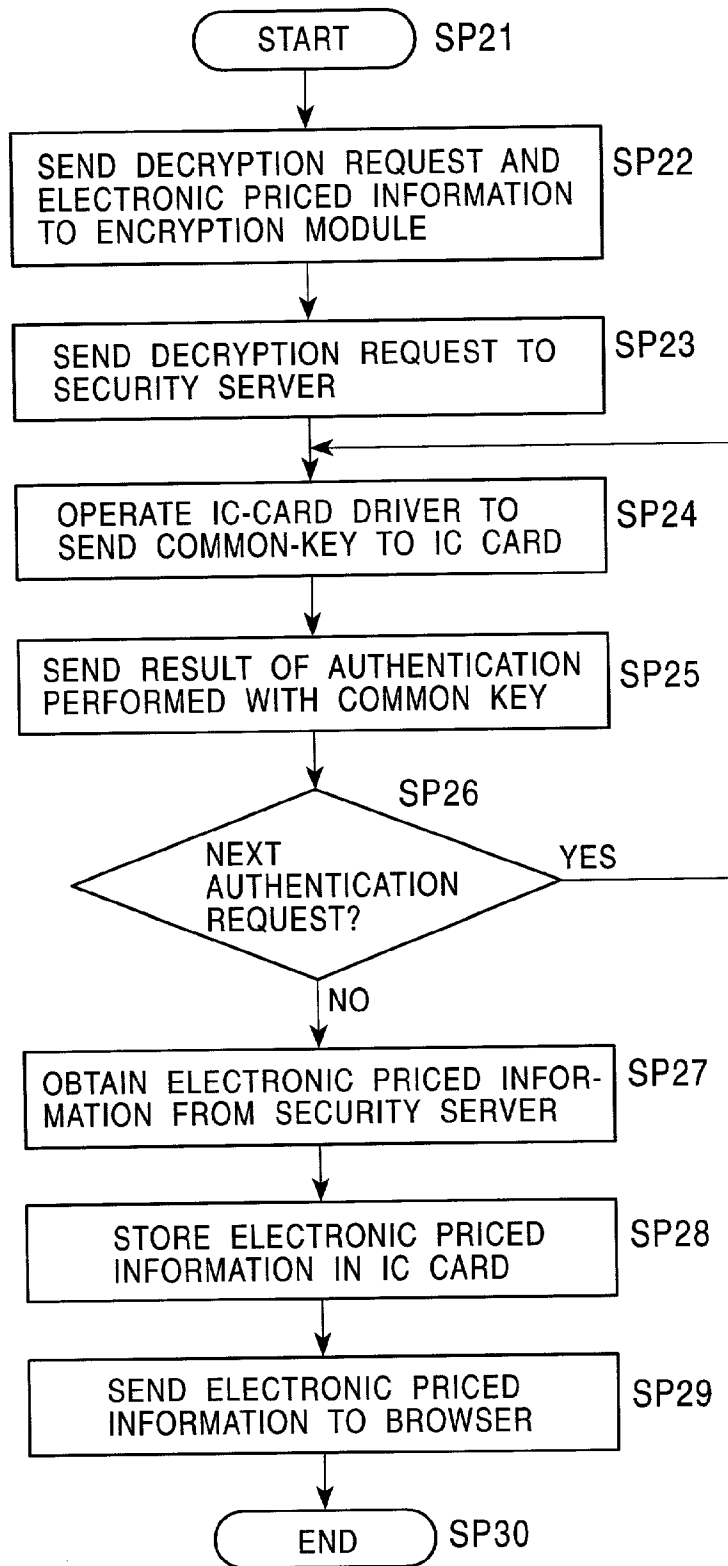 START SP21
SEND DECRYPTION REQUEST AND
ELECTRONIC PRICED INFORMATION
TO ENCRYPTION MODULE
SP22
SEND DECRYPTION REQUEST TO
SECURITY SERVER
SP23
OPERATE IC-CARD DRIVER TO
SEND COMMON-KEY TO IC CARD
SP24
SEND RESULT OF AUTHENTICATION
PERFORMED WITH COMMON KEY
SP25
SP26
NEXT
AUTHENTICATION
REQUEST?
YES
NO
OBTAIN ELECTRONIC PRICED INFOR-
MATION FROM SECURITY SERVER
SP27
STORE ELECTRONIC PRICED
INFORMATION IN IC CARD
SP28
SEND ELECTRONIC PRICED
INFORMATION TO BROWSER
SP29
END SP30